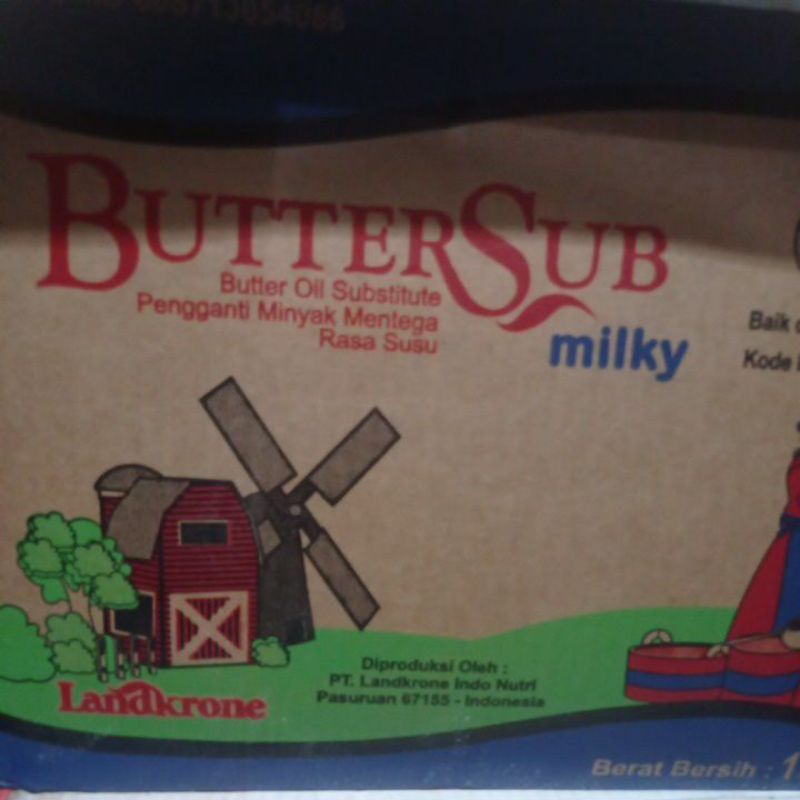 BUTTERSUB
Butter Oil Substitute
Pengganti Minyak Mentega
Rasa Susu
milky
Baik
Kode
Landkrone
Diproduksi Oleh :
PT. Landkrone Indo Nutri
Pasuruan 67155 - Indonesia
Berat Bersih : 1